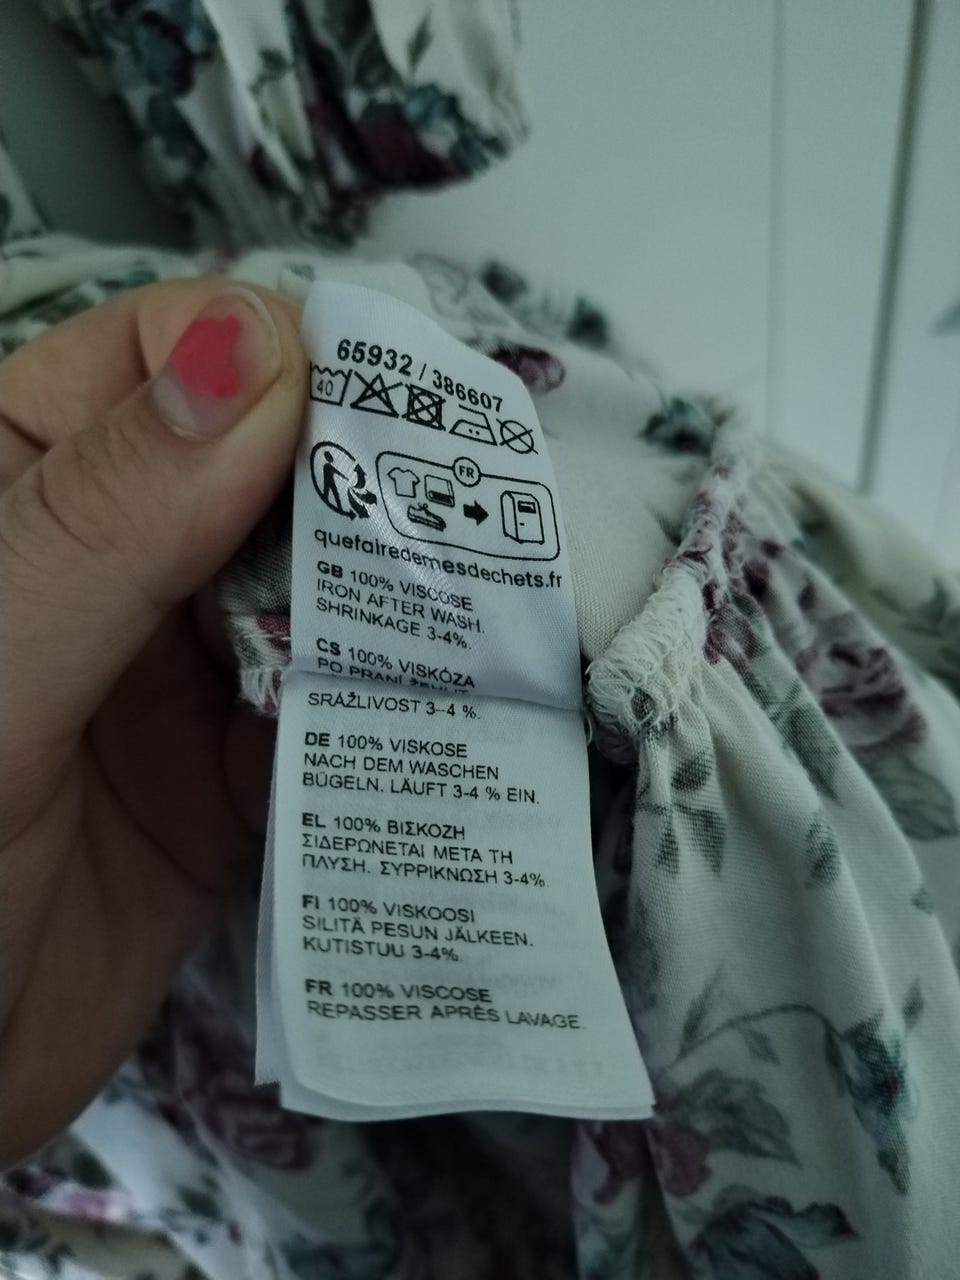 65932 / 386607
40
FR
quefairedemesdechets.fr
GB 100% VISCOSE
IRON AFTER WASH.
SHRINKAGE 3-4%.
CS 100% VISKÓZA
PO PRANÍ ŽEHLIT
SRÁŽLIVOST 3–4 %.
DE 100% VISKOSE
NACH DEM WASCHEN
BÜGELN. LÄUFT 3-4 % EIN.
EL 100% ΒΙΣΚΟΖΗ
ΣΙΔΕΡΩΝΕΤΑΙ ΜΕΤΑ ΤΗ
ΠΛΥΣΗ. ΣΥΡΡΙΚΝΩΣΗ 3-4%.
FI 100% VISKOOSI
SILITÄ PESUN JÄLKEEN.
KUTISTUU 3-4%.
FR 100% VISCOSE
REPASSER APRÈS LAVAGE.